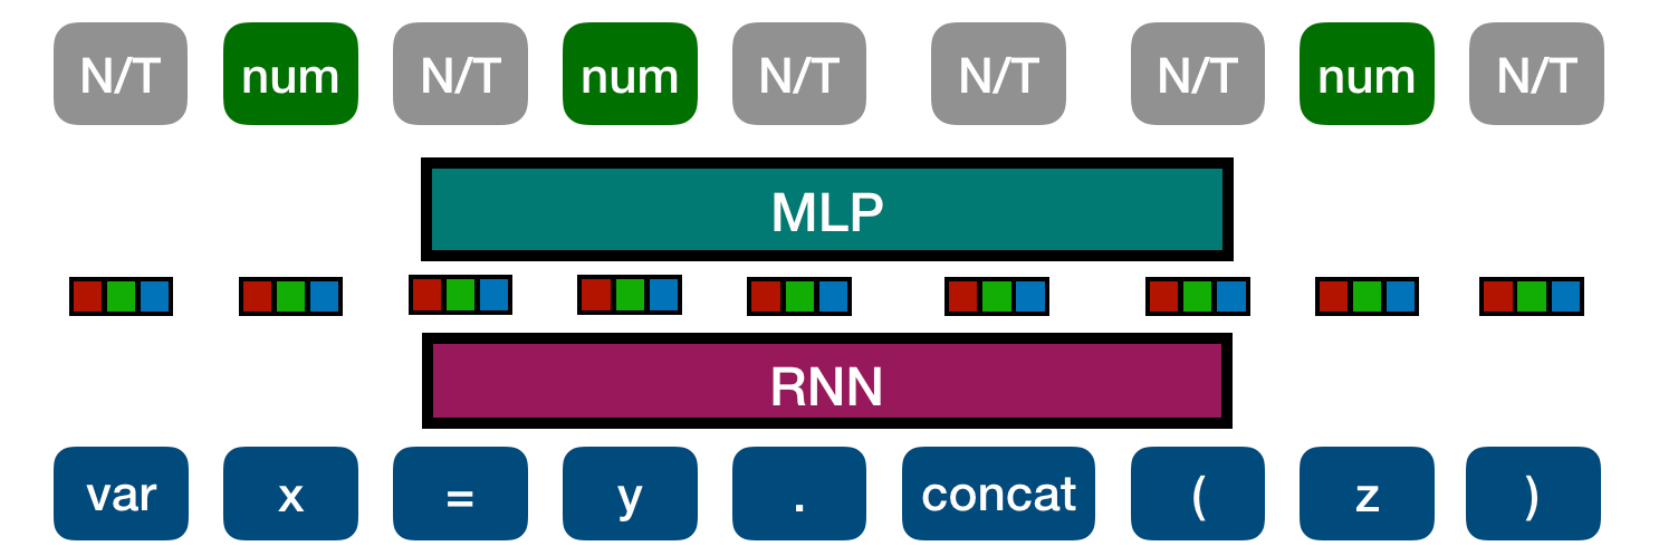 N/T num N/T num N/T N/T N/T num N/T
MLP
RNN
var x = y . concat ( z )